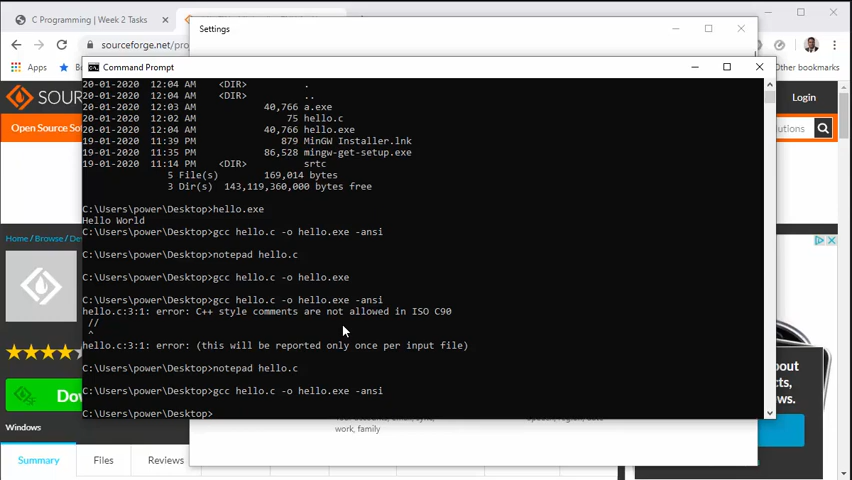 C Programming | Week 2 Tasks
Settings
sourceforge.net/pro
Apps
Other bookmarks
Command Prompt
SOUR
Login
Open Source So
utions
20-01-2020 12:04 AM <DIR> .
20-01-2020 12:04 AM <DIR> ..
20-01-2020 12:03 AM 40,766 a.exe
20-01-2020 12:02 AM 75 hello.c
20-01-2020 12:04 AM 40,766 hello.exe
19-01-2020 11:39 PM 879 MinGW Installer.lnk
19-01-2020 11:35 PM 86,528 mingw-get-setup.exe
19-01-2020 11:14 PM <DIR> srtc
5 File(s) 169,014 bytes
3 Dir(s) 143,119,360,000 bytes free
C:\Users\power\Desktop>hello.exe
Hello World
C:\Users\power\Desktop>gcc hello.c -o hello.exe -ansi
C:\Users\power\Desktop>notepad hello.c
C:\Users\power\Desktop>gcc hello.c -o hello.exe
C:\Users\power\Desktop>gcc hello.c -o hello.exe -ansi
hello.c:3:1: error: C++ style comments are not allowed in ISO C90
//
^
hello.c:3:1: error: (this will be reported only once per input file)
C:\Users\power\Desktop>notepad hello.c
C:\Users\power\Desktop>gcc hello.c -o hello.exe -ansi
C:\Users\power\Desktop>
Home / Browse / De
about
cts,
ws.
Dow
Windows
work, family
Summary
Files
Reviews